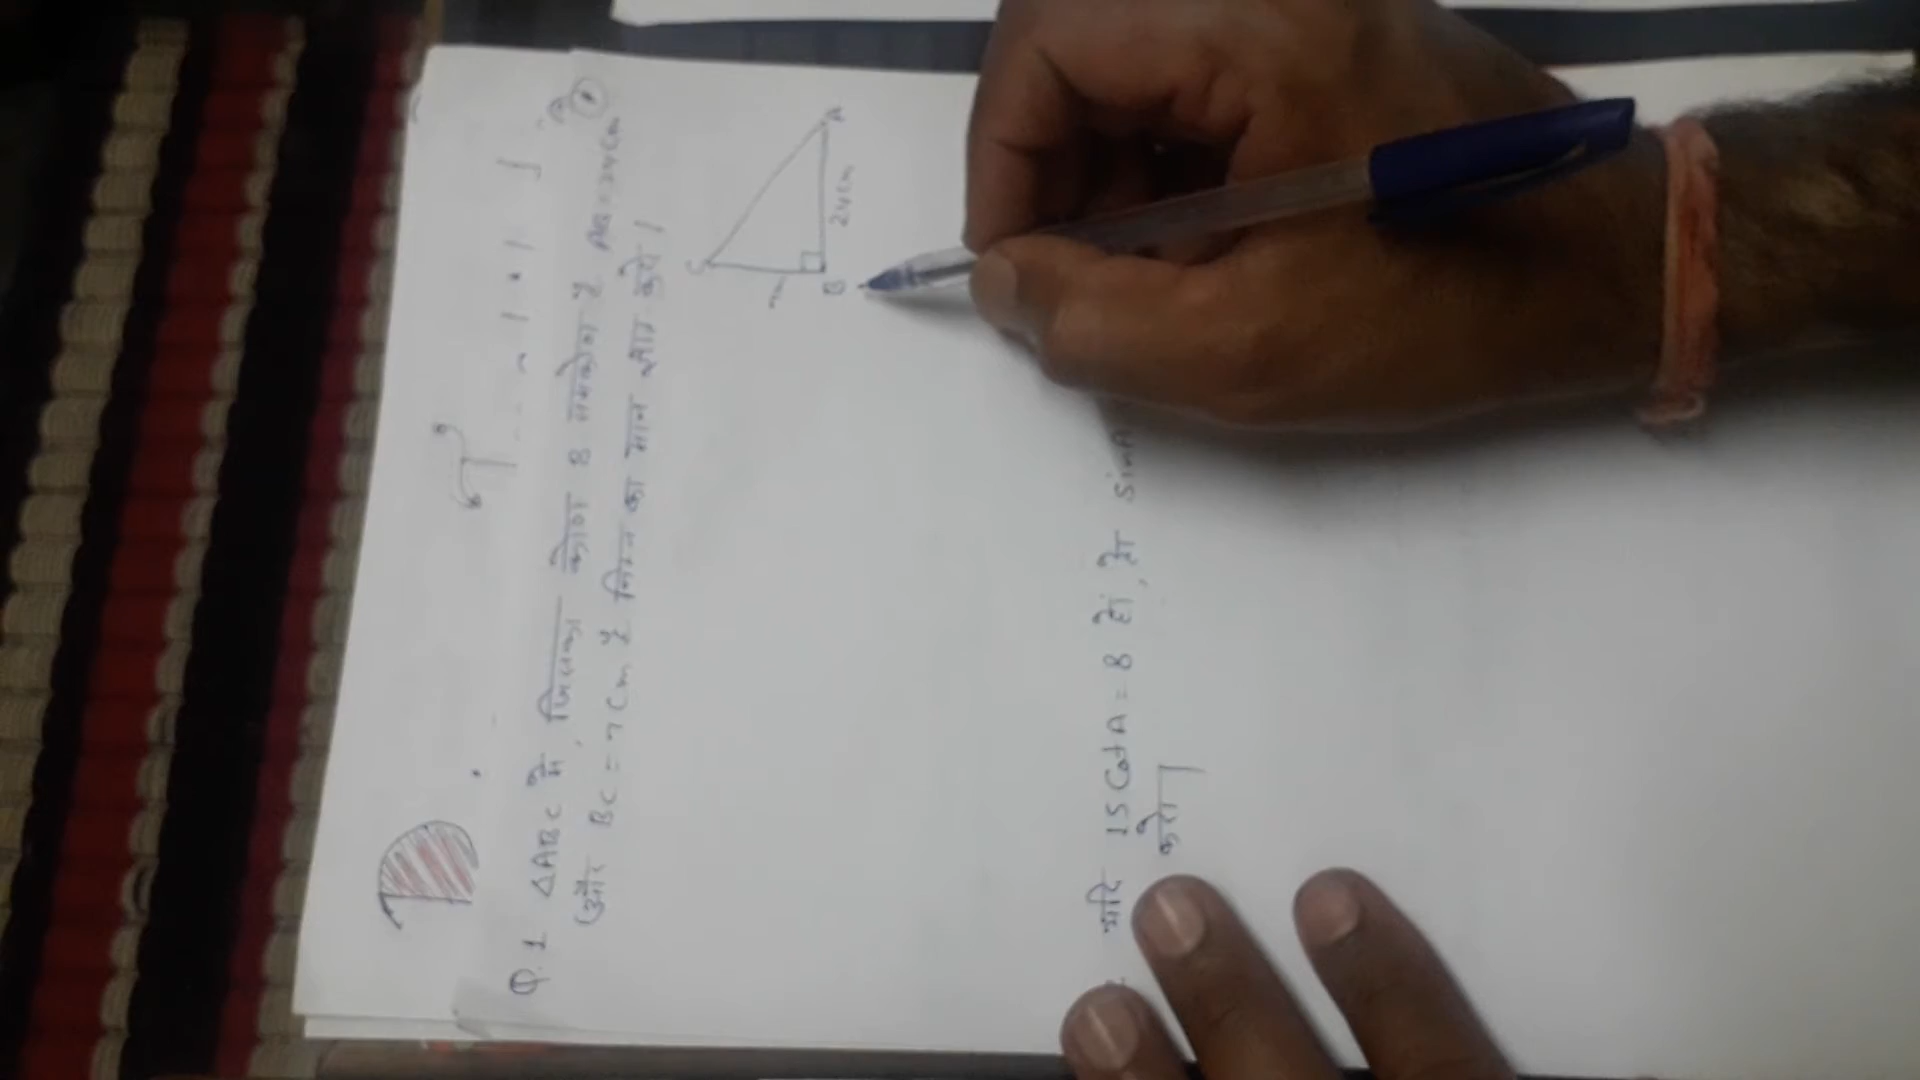 Q.1 ΔABC में, जिसका कोण B समकोण है. AB = 24 cm
(और BC = 7 cm है निम्न का मान ज्ञात करो।
A
C
24 cm
7
B
यदि 15 Cot A = 8 हो, तो sin A
करो